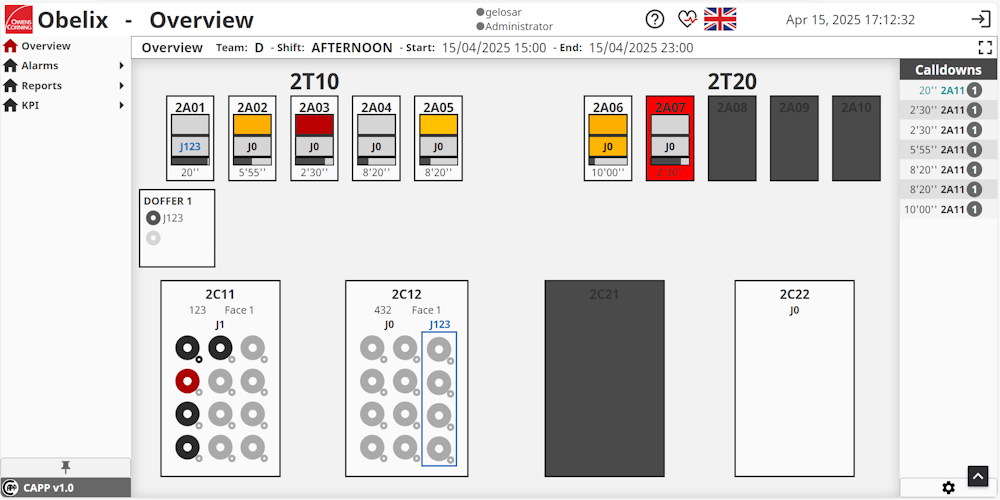 OWENS CORNING
Obelix - Overview
gelosar
Administrator
Apr 15, 2025 17:12:32
Overview
Alarms
Reports
KPI
CAPP v1.0
Overview Team: D - Shift: AFTERNOON - Start: 15/04/2025 15:00 - End: 15/04/2025 23:00
2T10
2A01
J123
20''
2A02
J0
5'55''
2A03
J0
2'30''
2A04
J0
8'20''
2A05
J0
8'20''
2T20
2A06
J0
10'00''
2A07
J0
2'30''
2A08
2A09
2A10
DOFFER 1
J123
2C11
123 Face 1
J1
2C12
432 Face 1
J0 J123
2C21
2C22
J0
Calldowns
20'' 2A11 1
2'30'' 2A11 1
2'30'' 2A11 1
5'55'' 2A11 1
8'20'' 2A11 1
8'20'' 2A11 1
10'00'' 2A11 1